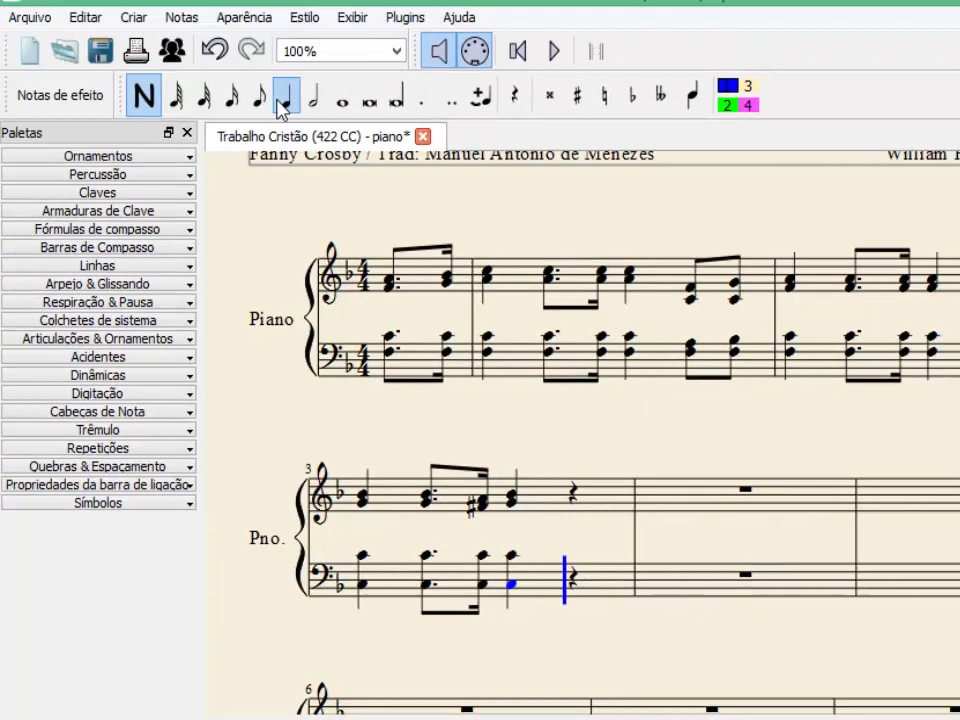 Arquivo Editar Criar Notas Aparência Estilo Exibir Plugins Ajuda
100%
Notas de efeito N 1 3
2 4
Paletas
Trabalho Cristão (422 CC) - piano*
Ornamentos
Percussão
Claves
Armaduras de Clave
Fórmulas de compasso
Barras de Compasso
Linhas
Arpejo & Glissando
Respiração & Pausa
Colchetes de sistema
Articulações & Ornamentos
Acidentes
Dinâmicas
Digitação
Cabeças de Nota
Trêmulo
Repetições
Quebras & Espaçamento
Propriedades da barra de ligação
Símbolos
Fanny Crosby / Trad: Manuel Antonio de Menezes
William
Piano
3
Pno.
6